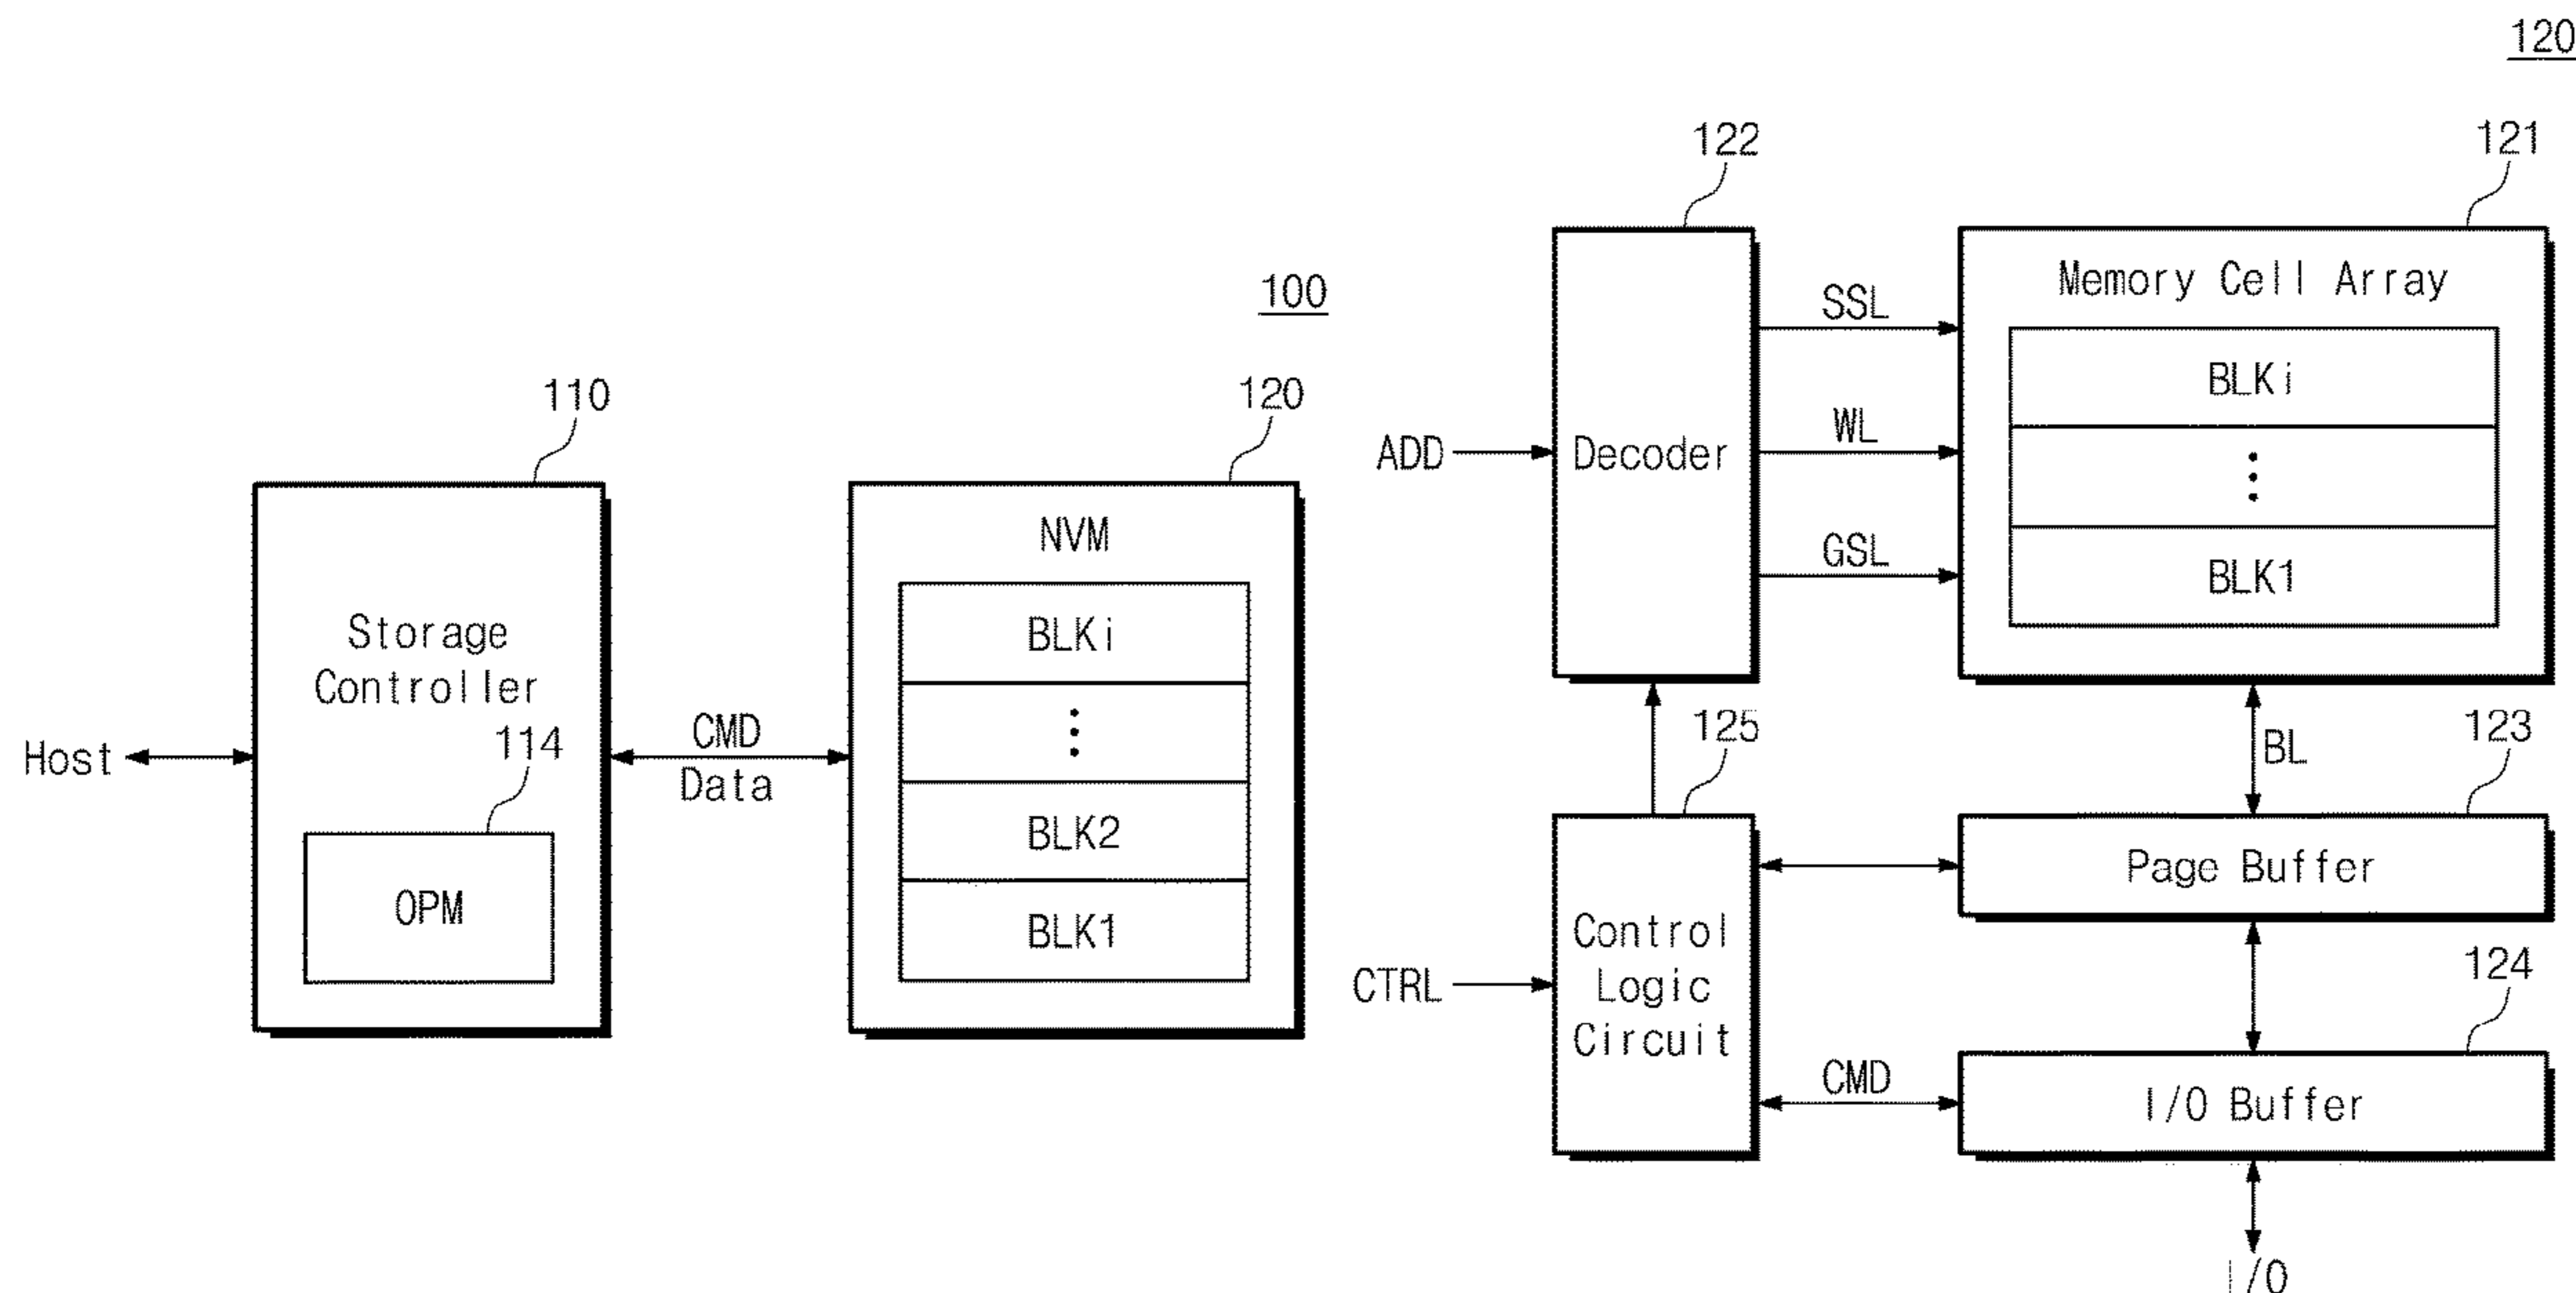 100
110
120
Host
Storage
Controller
114
OPM
CMD
Data
NVM
BLKi
⋮
BLK2
BLK1
120
122
121
ADD
Decoder
SSL
WL
GSL
Memory Cell Array
BLKi
⋮
BLK1
125
BL
123
CTRL
Control
Logic
Circuit
Page Buffer
124
CMD
I/O Buffer
I/O